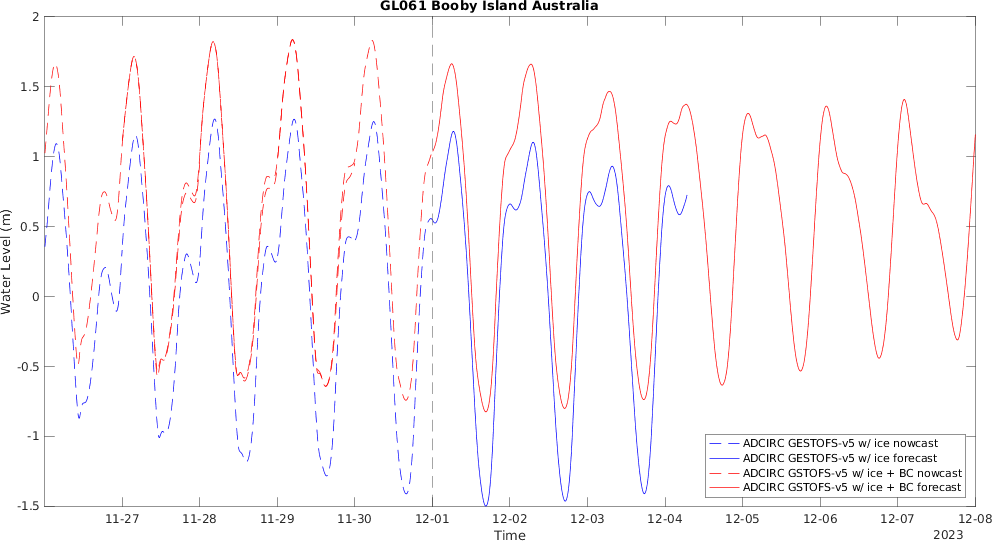 GL061 Booby Island Australia
Water Level (m)
2
1.5
1
0.5
0
-0.5
-1
-1.5
ADCIRC GESTOFS-v5 w/ ice nowcast
ADCIRC GESTOFS-v5 w/ ice forecast
ADCIRC GSTOFS-v5 w/ ice + BC nowcast
ADCIRC GSTOFS-v5 w/ ice + BC forecast
11-27 11-28 11-29 11-30 12-01 12-02 12-03 12-04 12-05 12-06 12-07 12-08
Time
2023